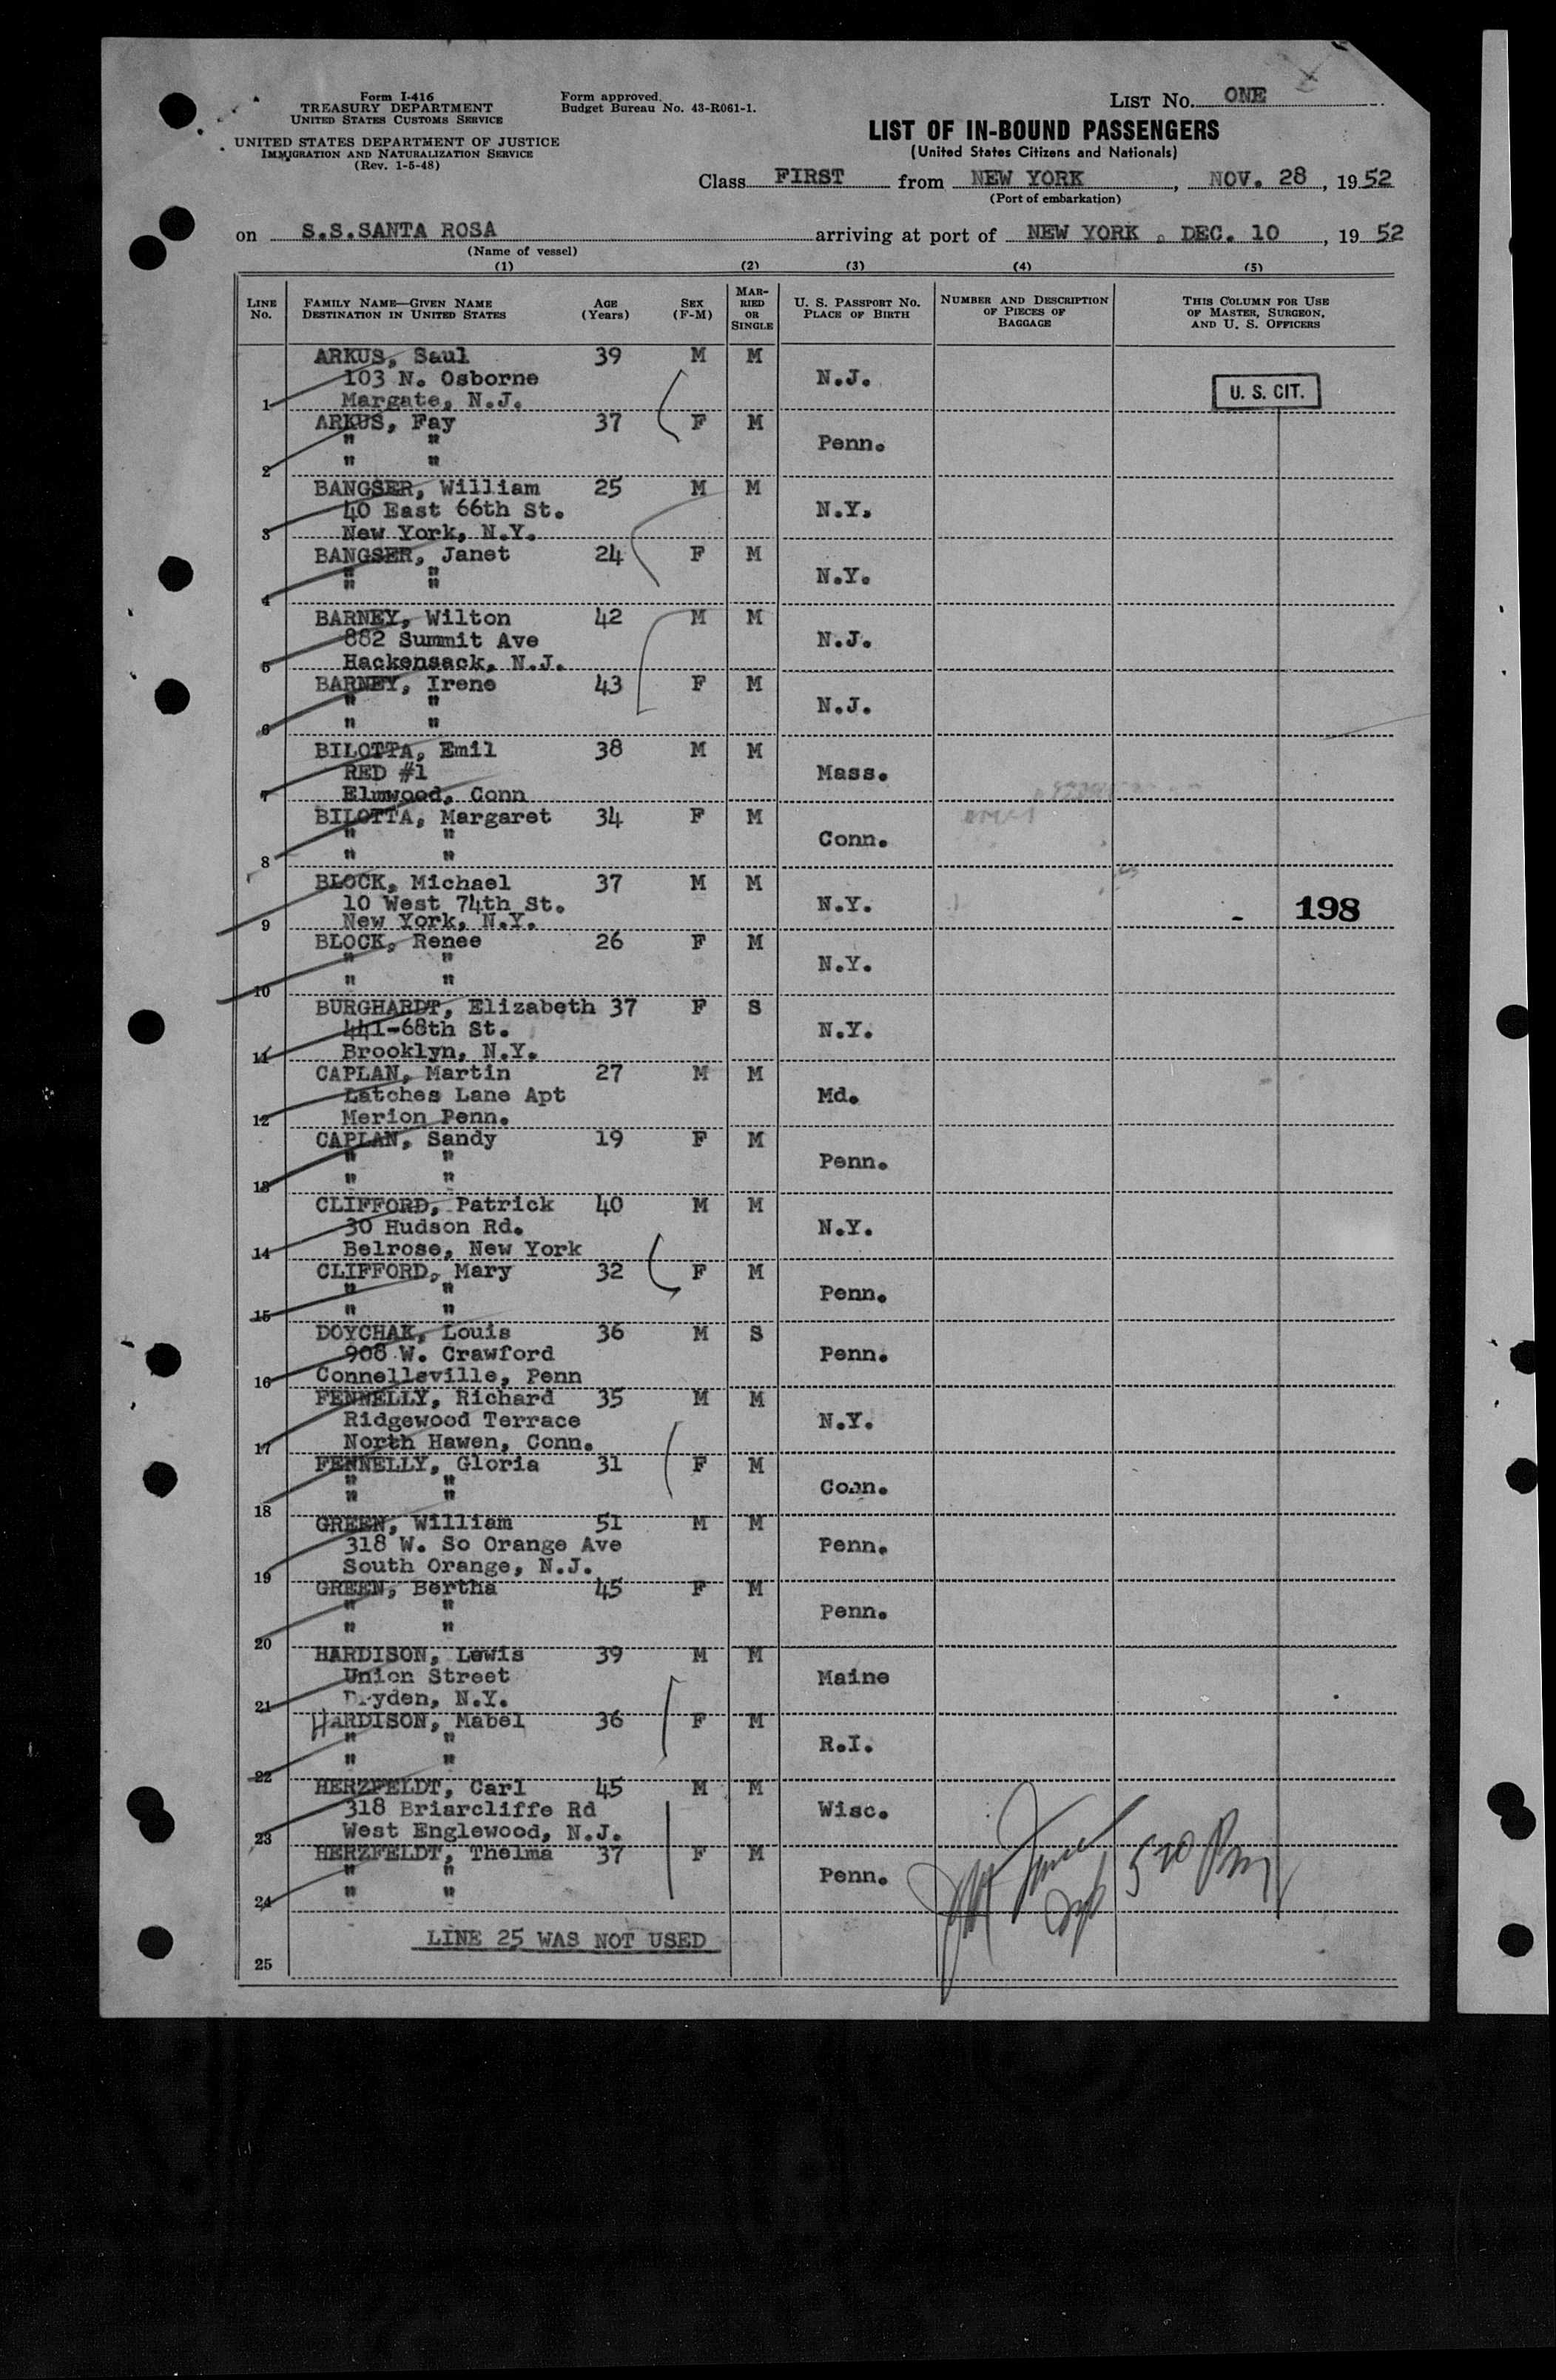 Form I-416
TREASURY DEPARTMENT
UNITED STATES CUSTOMS SERVICE
UNITED STATES DEPARTMENT OF JUSTICE
IMMIGRATION AND NATURALIZATION SERVICE
(Rev. 1-5-48)
Form approved.
Budget Bureau No. 43-R061-1.
LIST No. ONE
LIST OF IN-BOUND PASSENGERS
(United States Citizens and Nationals)
Class FIRST from NEW YORK, NOV. 28, 1952
(Port of embarkation)
on S.S.SANTA ROSA arriving at port of NEW YORK . DEC. 10, 1952
(Name of vessel)
(1) (2) (3) (4) (5)
LINE No. FAMILY NAME—GIVEN NAME DESTINATION IN UNITED STATES AGE (Years) SEX (F-M) MARRIED OR SINGLE U. S. PASSPORT NO. PLACE OF BIRTH NUMBER AND DESCRIPTION OF PIECES OF BAGGAGE THIS COLUMN FOR USE OF MASTER, SURGEON, AND U. S. OFFICERS
ARKUS, Saul 39 M M
103 N. Osborne N.J. U. S. CIT.
1 Margate, N.J.
ARKUS, Fay 37 F M
" " Penn.
2 " "
BANGSER, William 25 M M
40 East 66th St. N.Y.
3 New York, N.Y.
BANGSER, Janet 24 F M
" " N.Y.
4 " "
BARNEY, Wilton 42 M M
882 Summit Ave N.J.
5 Hackensack, N.J.
BARNEY, Irene 43 F M
" " N.J.
6 " "
BILOTTA, Emil 38 M M
RED #1 Mass.
7 Elmwood, Conn
BILOTTA, Margaret 34 F M
" " Conn.
8 " "
BLOCK, Michael 37 M M
10 West 74th St. N.Y. - 198
9 New York, N.Y.
BLOCK, Renee 26 F M
" " N.Y.
10 " "
BURGHARDT, Elizabeth 37 F S
441-68th St. N.Y.
11 Brooklyn, N.Y.
CAPLAN, Martin 27 M M
Latches Lane Apt Md.
12 Merion Penn.
CAPLAN, Sandy 19 F M
" " Penn.
13 " "
CLIFFORD, Patrick 40 M M
30 Hudson Rd. N.Y.
14 Belrose, New York
CLIFFORD, Mary 32 F M
" " Penn.
15 " "
DOYCHAK, Louis 36 M S
908 W. Crawford Penn.
16 Connellsville, Penn
FENNELLY, Richard 35 M M
Ridgewood Terrace N.Y.
17 North Hawen, Conn.
FENNELLY, Gloria 31 F M
" " Conn.
18 " "
GREEN, William 51 M M
318 W. So Orange Ave Penn.
19 South Orange, N.J.
GREEN, Bertha 45 F M
" " Penn.
20 " "
HARDISON, Lewis 39 M M
Union Street Maine
21 Dryden, N.Y.
HARDISON, Mabel 36 F M
" " R.I.
22 " "
HERZFELDT, Carl 45 M M
318 Briarcliffe Rd Wisc.
23 West Englewood, N.J.
HERZFELDT, Thelma 37 F M
" " Penn.
24 " "
LINE 25 WAS NOT USED
25